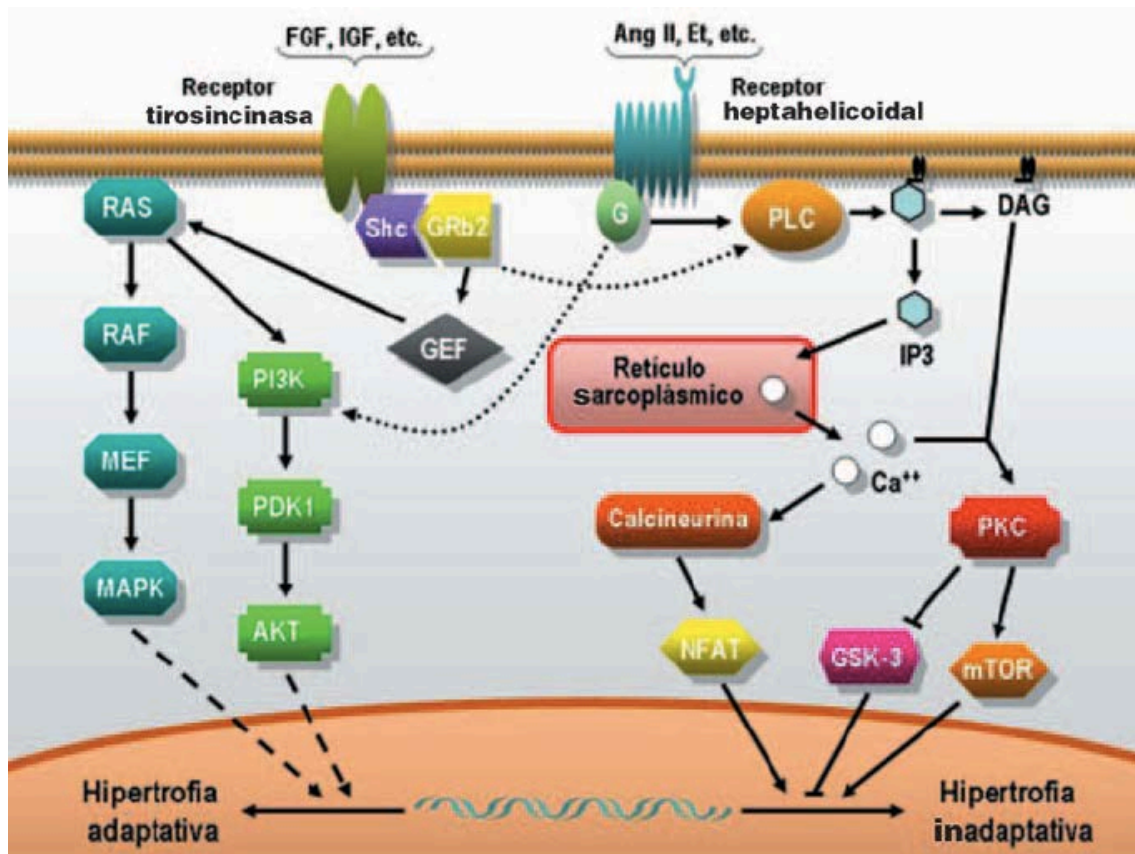 FGF, IGF, etc.
Ang II, Et, etc.
Receptor
tirosincinasa
Receptor
heptahelicoidal
RAS
Shc
GRb2
G
PLC
DAG
RAF
GEF
IP3
PI3K
Retículo
sarcoplásmico
MEF
Ca⁺⁺
PDK1
Calcineurina
PKC
MAPK
AKT
NFAT
GSK-3
mTOR
Hipertrofia
adaptativa
Hipertrofia
inadaptativa